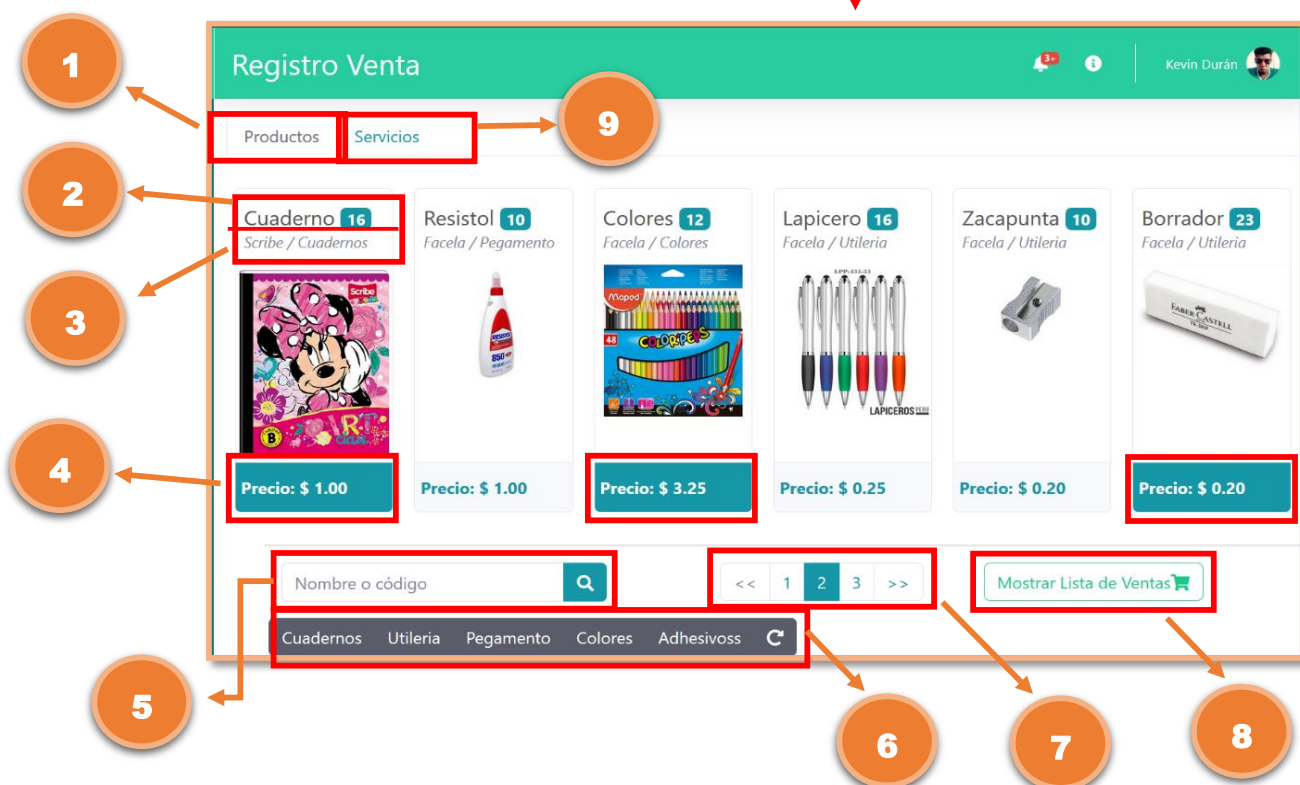 1
Registro Venta
3+
Kevin Durán
9
Productos Servicios
2
Cuaderno 16
Scribe / Cuadernos
Resistol 10
Facela / Pegamento
Colores 12
Facela / Colores
Lapicero 16
Facela / Utileria
Zacapunta 10
Facela / Utileria
Borrador 23
Facela / Utileria
3
Scribe
Maped
48
COLOR'PEPS
850
FABER CASTELL
LAPICEROS
ART
B
4
Precio: $ 1.00
Precio: $ 1.00
Precio: $ 3.25
Precio: $ 0.25
Precio: $ 0.20
Precio: $ 0.20
Nombre o código
<< 1 2 3 >>
Mostrar Lista de Ventas
Cuadernos Utileria Pegamento Colores Adhesivoss
5
6
7
8